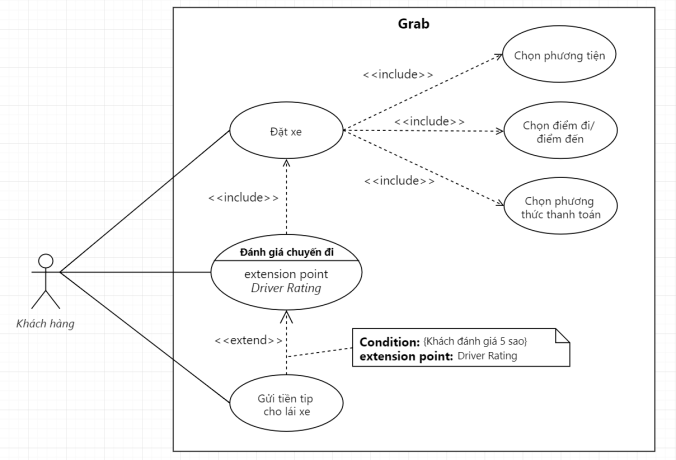 Grab
Chọn phương tiện
<<include>>
Đặt xe
<<include>>
Chọn điểm đi/
điểm đến
<<include>>
Chọn phương
thức thanh toán
<<include>>
Đánh giá chuyến đi
extension point
Driver Rating
Khách hàng
<<extend>>
Condition: {Khách đánh giá 5 sao}
extension point: Driver Rating
Gửi tiền tip
cho lái xe